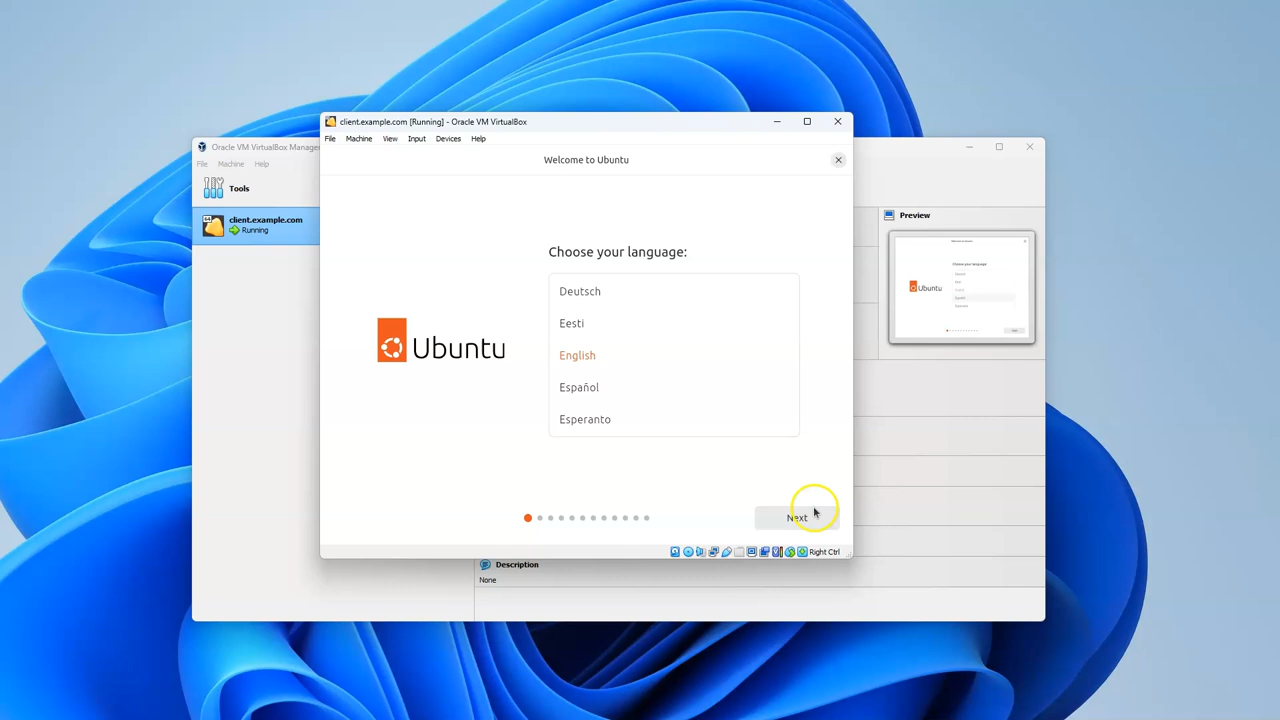 client.example.com [Running] - Oracle VM VirtualBox
File Machine View Input Devices Help
Oracle VM VirtualBox Manager
File Machine Help
Welcome to Ubuntu
Tools
client.example.com
Running
Preview
Choose your language:
Deutsch
Eesti
English
Español
Esperanto
Ubuntu
Ubuntu
Next
Right Ctrl
Description
None